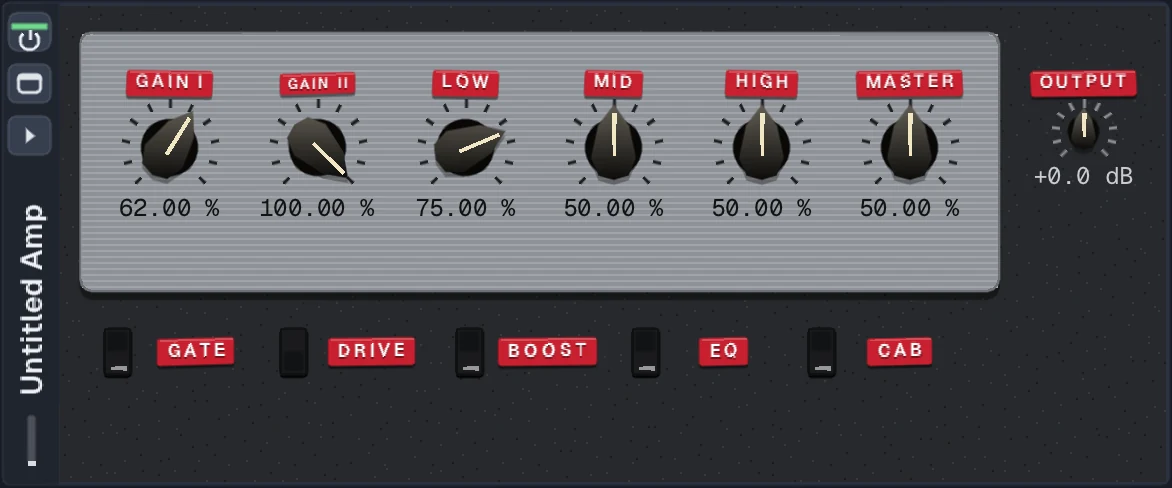 GAIN I
GAIN II
LOW
MID
HIGH
MASTER
OUTPUT
62.00 %
100.00 %
75.00 %
50.00 %
50.00 %
50.00 %
+0.0 dB
Untitled Amp
GATE
DRIVE
BOOST
EQ
CAB